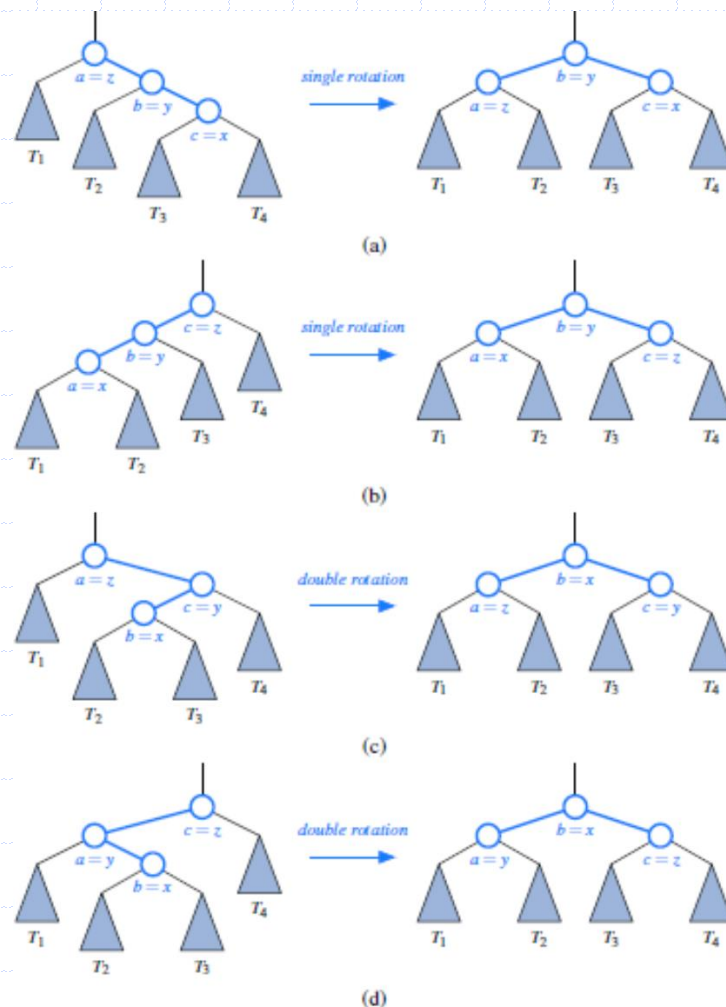 a = z
b = y
c = x
T1
T2
T3
T4
single rotation
b = y
a = z
c = x
T1
T2
T3
T4
(a)
c = z
b = y
a = x
T4
T3
T1
T2
single rotation
b = y
a = x
c = z
T1
T2
T3
T4
(b)
a = z
c = y
b = x
T1
T4
T2
T3
double rotation
b = x
a = z
c = y
T1
T2
T3
T4
(c)
c = z
a = y
b = x
T4
T1
T2
T3
double rotation
b = x
a = y
c = z
T1
T2
T3
T4
(d)